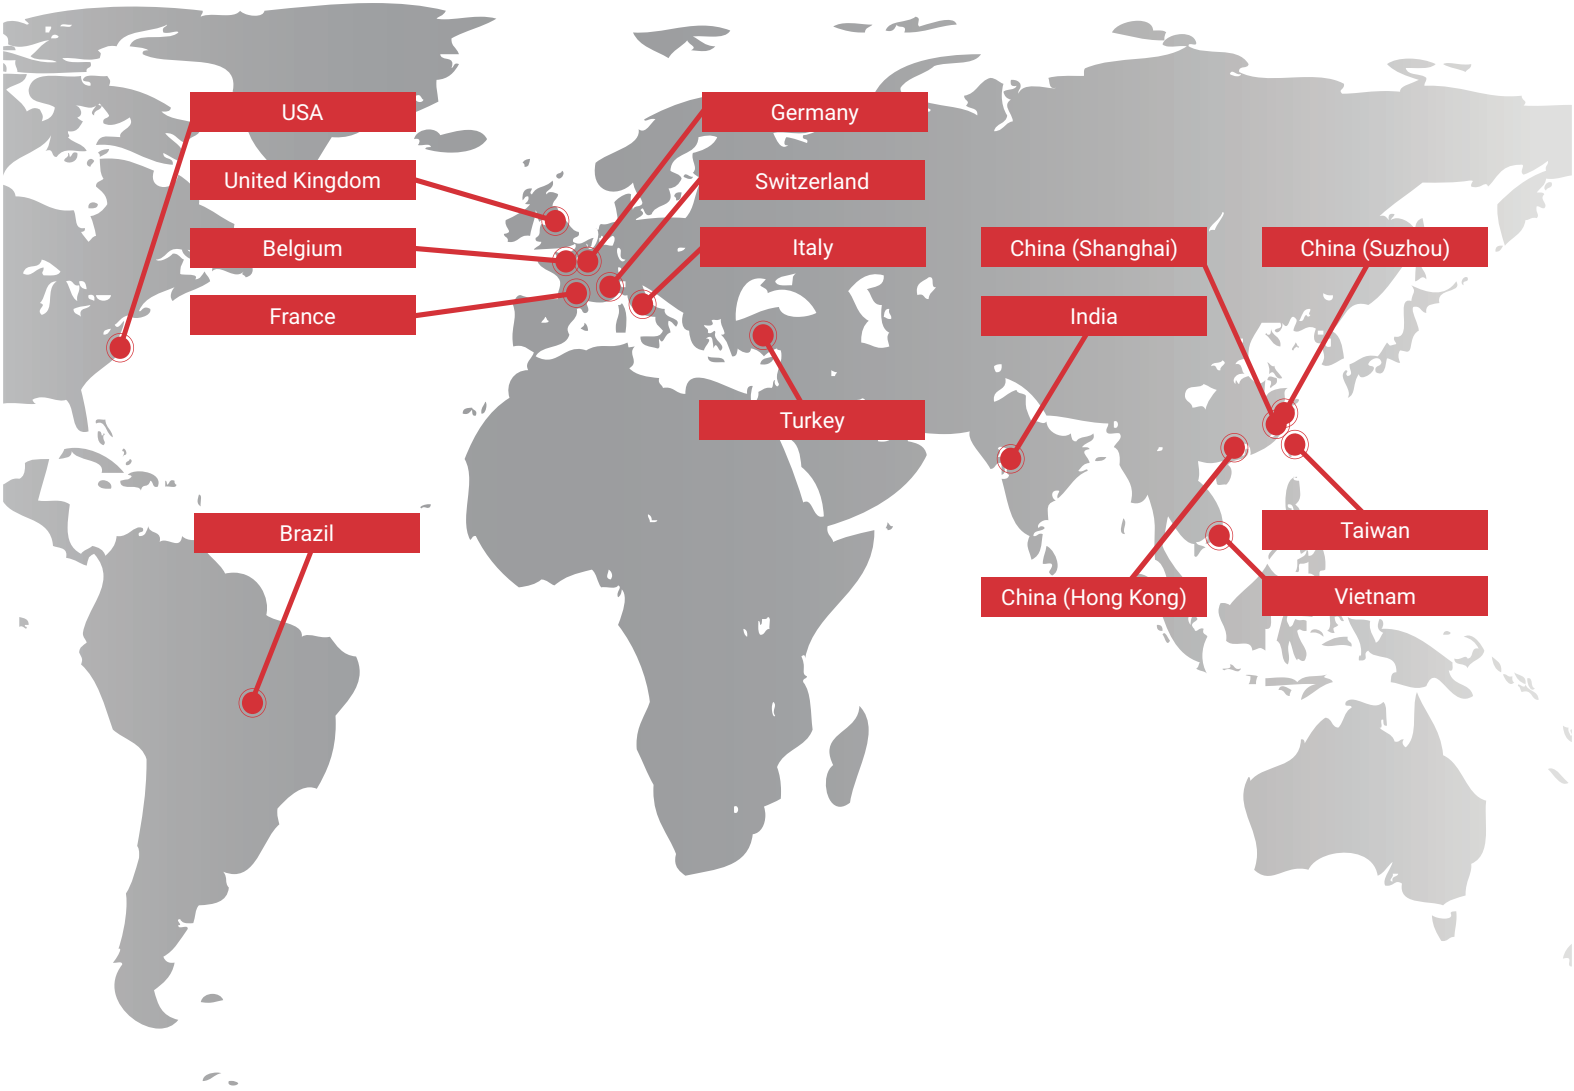 USA
Germany
United Kingdom
Switzerland
Belgium
Italy
China (Shanghai)
China (Suzhou)
France
India
Turkey
Brazil
Taiwan
China (Hong Kong)
Vietnam